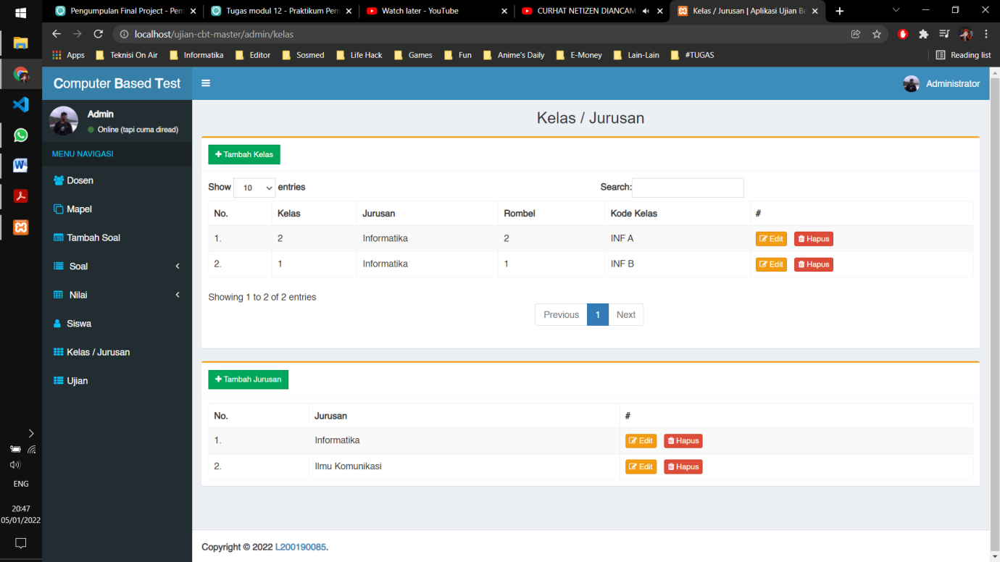 Pengumpulan Final Project - Pem
Tugas modul 12 - Praktikum Pem
Watch later - YouTube
CURHAT NETIZEN DIANCAM
Kelas / Jurusan | Aplikasi Ujian Be
localhost/ujian-cbt-master/admin/kelas
Apps Teknisi On Air Informatika Editor Sosmed Life Hack Games Fun Anime's Daily E-Money Lain-Lain #TUGAS Reading list
Computer Based Test
Administrator
Admin
Online (tapi cuma diread)
MENU NAVIGASI
Dosen
Mapel
Tambah Soal
Soal
Nilai
Siswa
Kelas / Jurusan
Ujian
Kelas / Jurusan
Tambah Kelas
Show 10 entries Search:
No. Kelas Jurusan Rombel Kode Kelas #
1. 2 Informatika 2 INF A Edit Hapus
2. 1 Informatika 1 INF B Edit Hapus
Showing 1 to 2 of 2 entries
Previous 1 Next
Tambah Jurusan
No. Jurusan #
1. Informatika Edit Hapus
2. Ilmu Komunikasi Edit Hapus
Copyright © 2022 L200190085.
ENG
20:47
05/01/2022